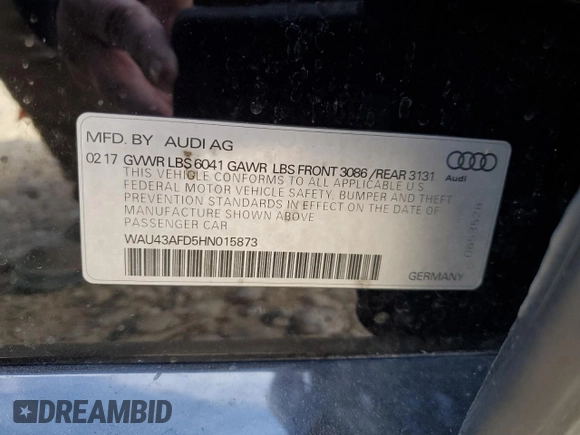 MFD. BY AUDI AG
02 17 GVWR LBS 6041 GAWR LBS FRONT 3086 /REAR 3131
THIS VEHICLE CONFORMS TO ALL APPLICABLE U.S.
FEDERAL MOTOR VEHICLE SAFETY, BUMPER AND THEFT
PREVENTION STANDARDS IN EFFECT ON THE DATE OF
MANUFACTURE SHOWN ABOVE
PASSENGER CAR
WAU43AFD5HN015873
Audi
GERMANY
DREAMBID